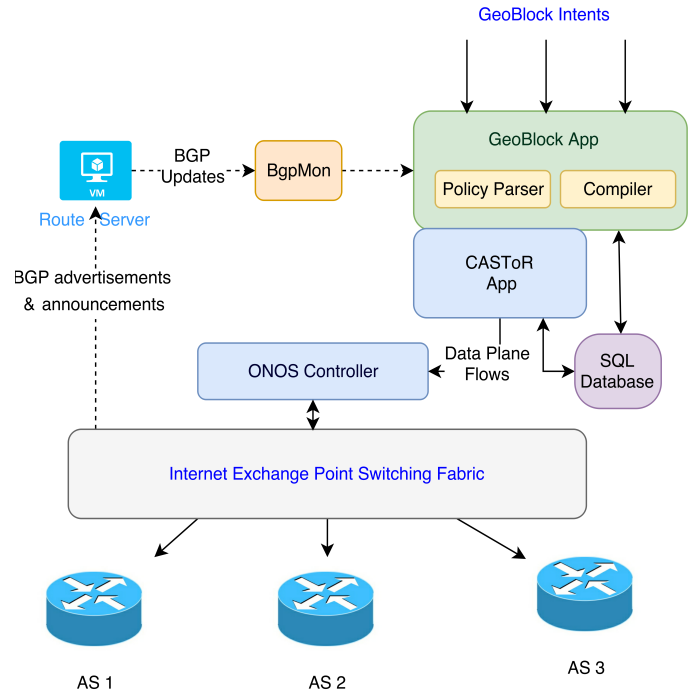 GeoBlock Intents
GeoBlock App
Policy Parser
Compiler
BGP
Updates
BgpMon
VM
Route Server
CASToR
App
BGP advertisements
& announcements
Data Plane
Flows
SQL
Database
ONOS Controller
Internet Exchange Point Switching Fabric
AS 1
AS 2
AS 3